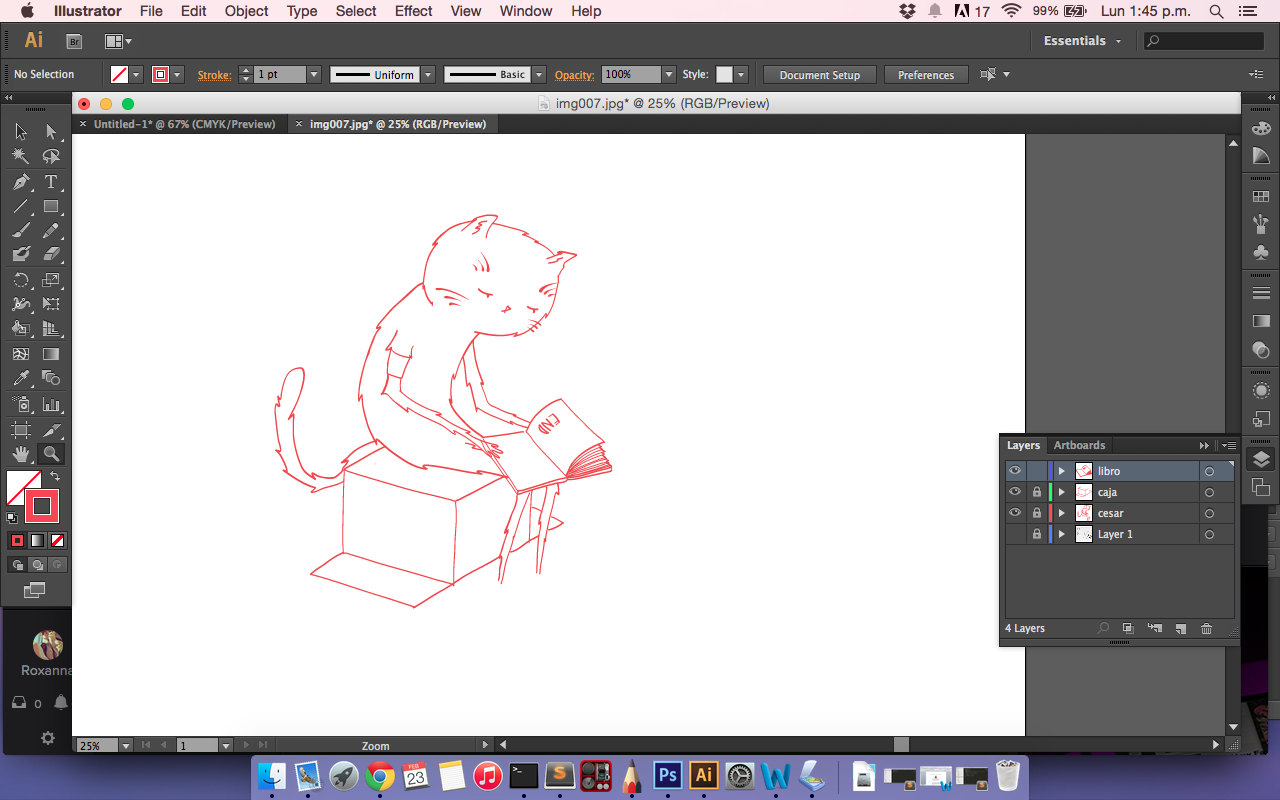 Illustrator File Edit Object Type Select Effect View Window Help 17 99% Lun 1:45 p.m.
Ai Br Essentials
No Selection Stroke: 1 pt Uniform Basic Opacity: 100% Style: Document Setup Preferences
img007.jpg* @ 25% (RGB/Preview)
× Untitled-1* @ 67% (CMYK/Preview) × img007.jpg* @ 25% (RGB/Preview)
T
END
Layers Artboards
libro
caja
cesar
Layer 1
4 Layers
Roxanna
0
25% 1 Zoom
FEB
23
S
Ps
Ai
W